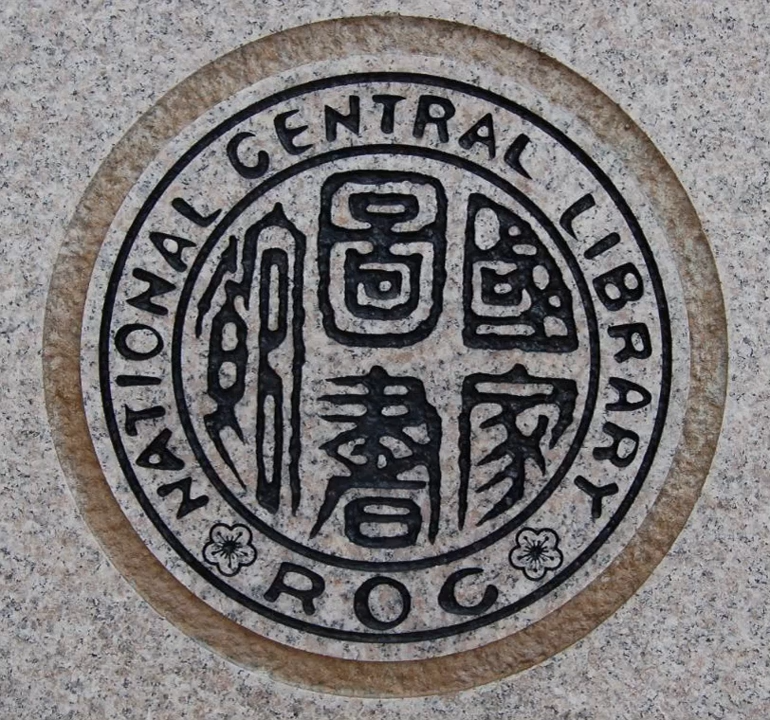 NATIONAL CENTRAL LIBRARY
ROC
國家
圖書
館